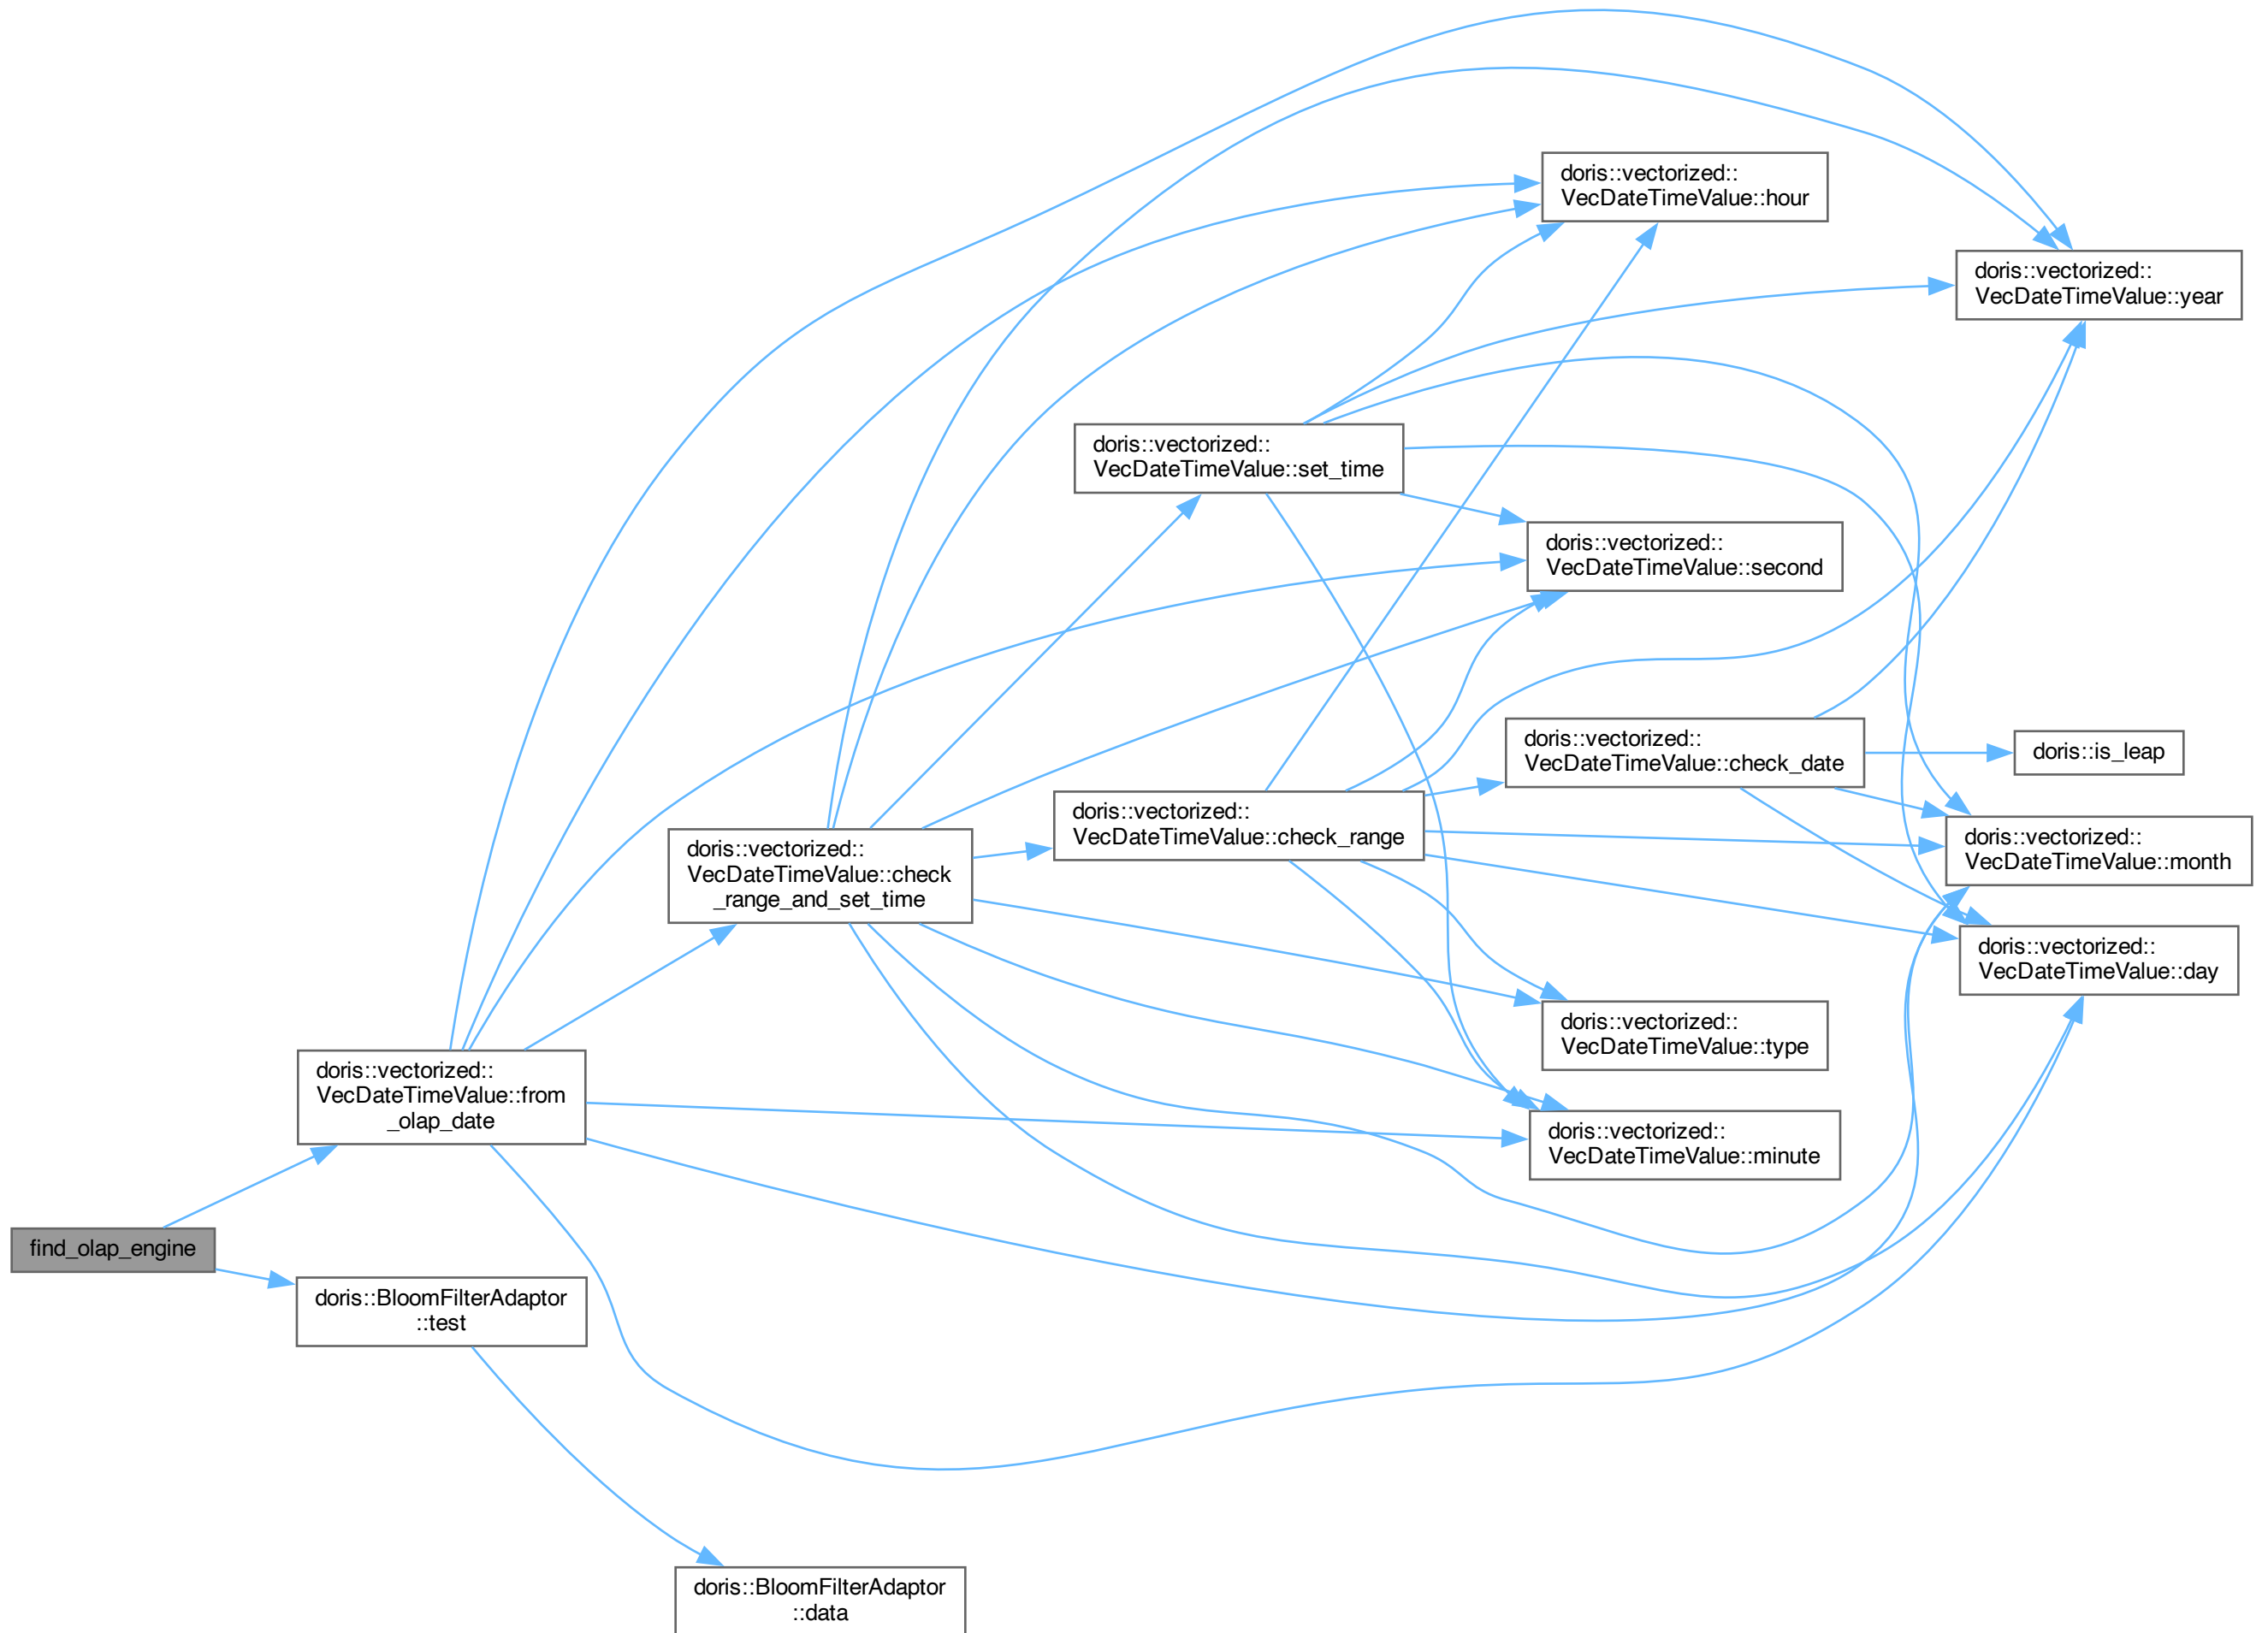 doris::vectorized::
VecDateTimeValue::hour
doris::vectorized::
VecDateTimeValue::year
doris::vectorized::
VecDateTimeValue::set_time
doris::vectorized::
VecDateTimeValue::second
doris::vectorized::
VecDateTimeValue::check_date
doris::is_leap
doris::vectorized::
VecDateTimeValue::check_range
doris::vectorized::
VecDateTimeValue::month
doris::vectorized::
VecDateTimeValue::check
_range_and_set_time
doris::vectorized::
VecDateTimeValue::day
doris::vectorized::
VecDateTimeValue::type
doris::vectorized::
VecDateTimeValue::from
_olap_date
doris::vectorized::
VecDateTimeValue::minute
find_olap_engine
doris::BloomFilterAdaptor
::test
doris::BloomFilterAdaptor
::data